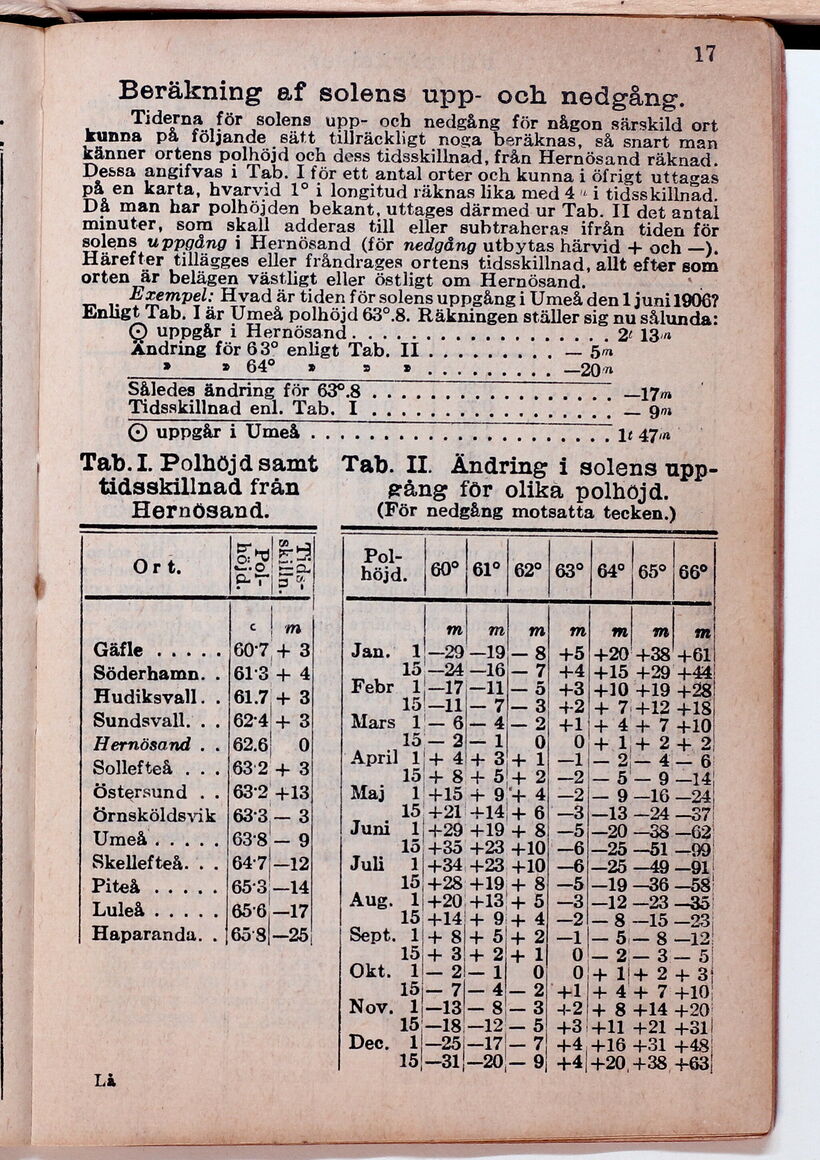 17
Beräkning af solens upp- och nedgång.
Tiderna för solens upp- och nedgång för någon särskild ort
kunna på följande sätt tillräckligt noga beräknas, så snart man
känner ortens polhöjd och dess tidsskillnad, från Hernösand räknad.
Dessa angifvas i Tab. I för ett antal orter och kunna i öfrigt uttagas
på en karta, hvarvid 1° i longitud räknas lika med 4 m i tidsskillnad.
Då man har polhöjden bekant, uttages därmed ur Tab. II det antal
minuter, som skall adderas till eller subtraheras ifrån tiden för
solens uppgång i Hernösand (för nedgång utbytas härvid + och —).
Härefter tillägges eller fråndrages ortens tidsskillnad, allt efter som
orten är belägen västligt eller östligt om Hernösand.
Exempel: Hvad är tiden för solens uppgång i Umeå den 1 juni 1906?
Enligt Tab. I är Umeå polhöjd 63°.8. Räkningen ställer sig nu sålunda:
☉ uppgår i Hernösand . . . . . . . . . . . . . . . . 2t 13m
Ändring för 63° enligt Tab. II . . . . . . . . . . — 5m
» » 64° » » » . . . . . . . . . . —20m
Således ändring för 63°.8 . . . . . . . . . . . . . . . —17m
Tidsskillnad enl. Tab. I . . . . . . . . . . . . . . . — 9m
☉ uppgår i Umeå . . . . . . . . . . . . . . . . . . . 1t 47m
Tab. I. Polhöjd samt
tidsskillnad från
Hernösand.
Ort. Pol-höjd. Tids-skilln.
c m
Gäfle . . . . . 60·7 + 3
Söderhamn. . 61·3 + 4
Hudiksvall. . 61.7 + 3
Sundsvall. . . 62·4 + 3
Hernösand . . 62.6 0
Sollefteå . . . 63 2 + 3
Östersund . . 63·2 +13
Örnsköldsvik 63·3 — 3
Umeå . . . . . 63·8 — 9
Skellefteå. . . 64·7 —12
Piteå . . . . . 65·3 —14
Luleå . . . . . 65·6 —17
Haparanda. . 65·8 —25
Tab. II. Ändring i solens upp-
gång för olika polhöjd.
(För nedgång motsatta tecken.)
Pol-höjd. 60° 61° 62° 63° 64° 65° 66°
m m m m m m m
Jan. 1 —29 —19 — 8 +5 +20 +38 +61
15 —24 —16 — 7 +4 +15 +29 +44
Febr 1 —17 —11 — 5 +3 +10 +19 +28
15 —11 — 7 — 3 +2 + 7 +12 +18
Mars 1 — 6 — 4 — 2 +1 + 4 + 7 +10
15 — 2 — 1 0 0 + 1 + 2 + 2
April 1 + 4 + 3 + 1 —1 — 2 — 4 — 6
15 + 8 + 5 + 2 —2 — 5 — 9 —14
Maj 1 +15 + 9 + 4 —2 — 9 —16 —24
15 +21 +14 + 6 —3 —13 —24 —37
Juni 1 +29 +19 + 8 —5 —20 —38 —62
15 +35 +23 +10 —6 —25 —51 —99
Juli 1 +34 +23 +10 —6 —25 —49 —91
15 +28 +19 + 8 —5 —19 —36 —58
Aug. 1 +20 +13 + 5 —3 —12 —23 —35
15 +14 + 9 + 4 —2 — 8 —15 —23
Sept. 1 + 8 + 5 + 2 —1 — 5 — 8 —12
15 + 3 + 2 + 1 0 — 2 — 3 — 5
Okt. 1 — 2 — 1 0 0 + 1 + 2 + 3
15 — 7 — 4 — 2 +1 + 4 + 7 +10
Nov. 1 —13 — 8 — 3 +2 + 8 +14 +20
15 —18 —12 — 5 +3 +11 +21 +31
Dec. 1 —25 —17 — 7 +4 +16 +31 +48
15 —31 —20 — 9 +4 +20 +38 +63
Lå